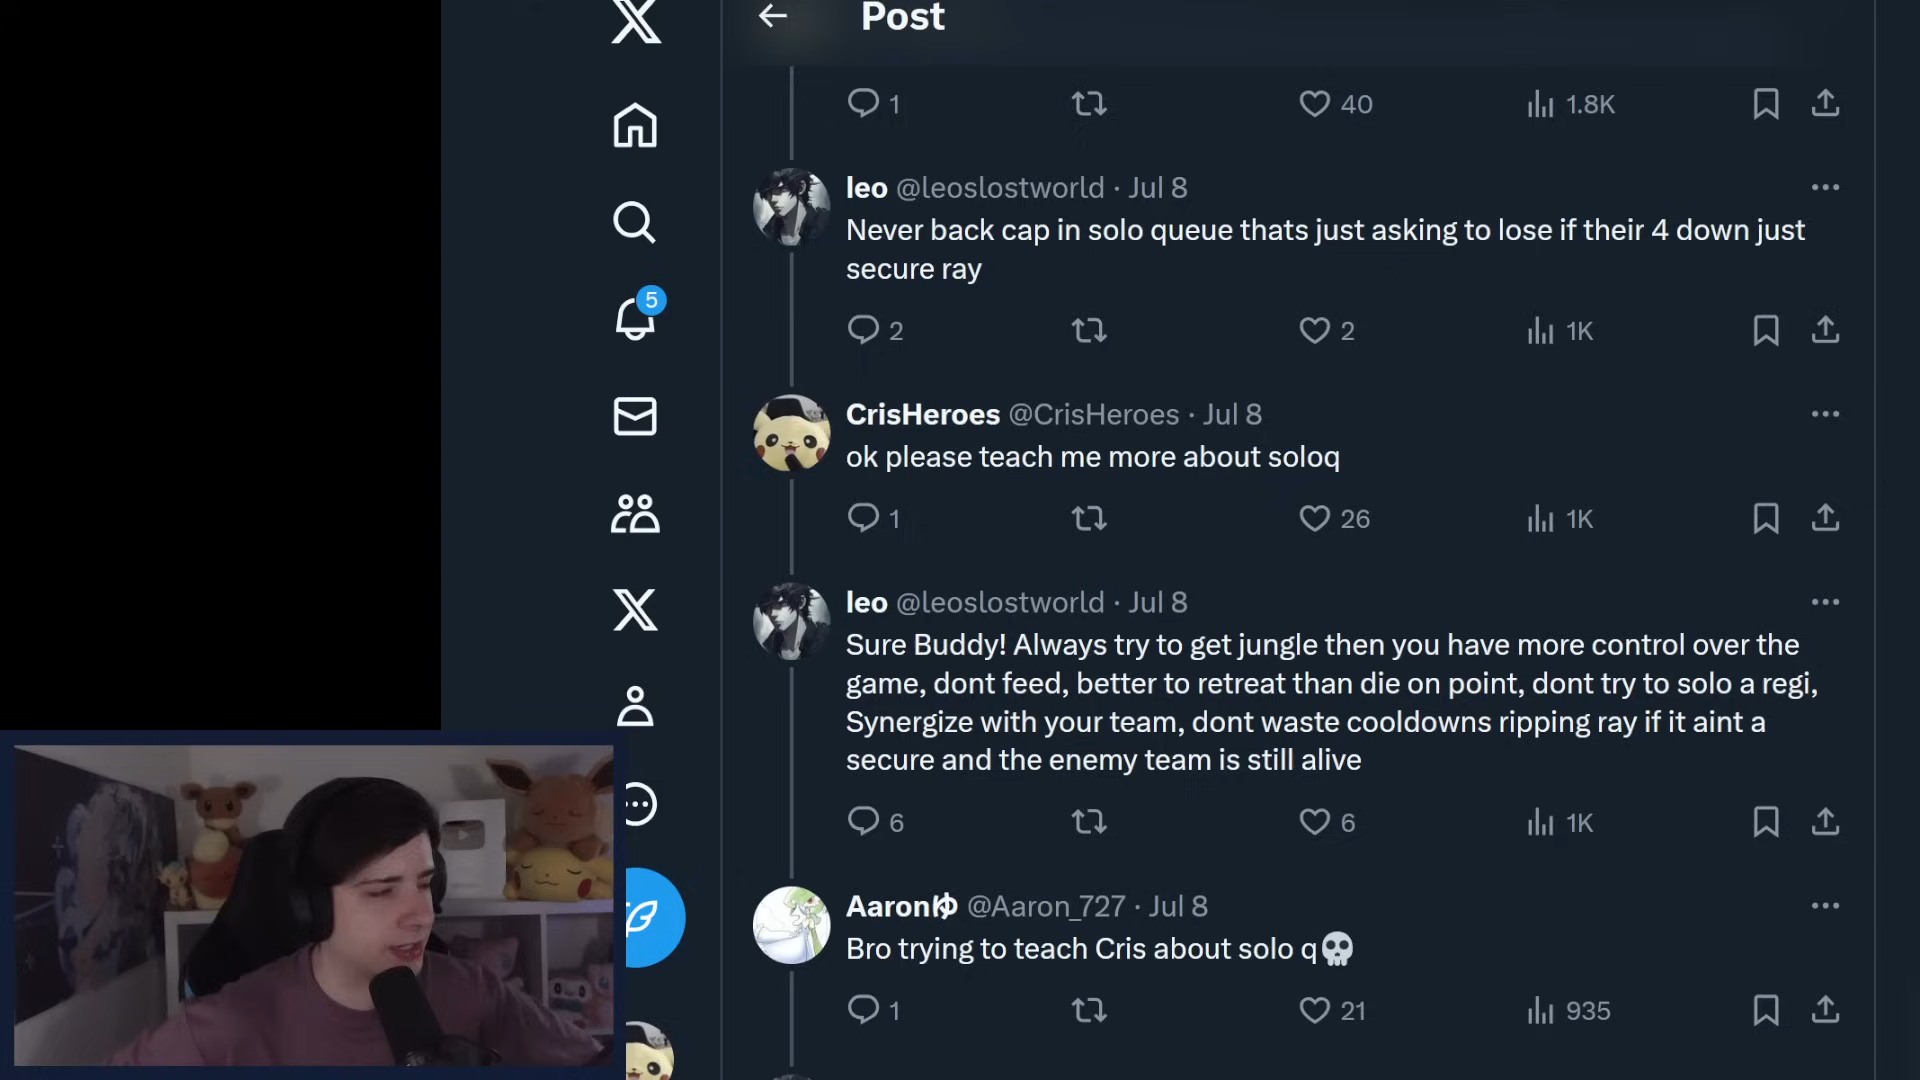 Post
1
40
1.8K
leo @leoslostworld · Jul 8
Never back cap in solo queue thats just asking to lose if their 4 down just
secure ray
2
2
1K
5
CrisHeroes @CrisHeroes · Jul 8
ok please teach me more about soloq
1
26
1K
leo @leoslostworld · Jul 8
Sure Buddy! Always try to get jungle then you have more control over the
game, dont feed, better to retreat than die on point, dont try to solo a regi,
Synergize with your team, dont waste cooldowns ripping ray if it aint a
secure and the enemy team is still alive
6
6
1K
Aaron @Aaron_727 · Jul 8
Bro trying to teach Cris about solo q💀
1
21
935